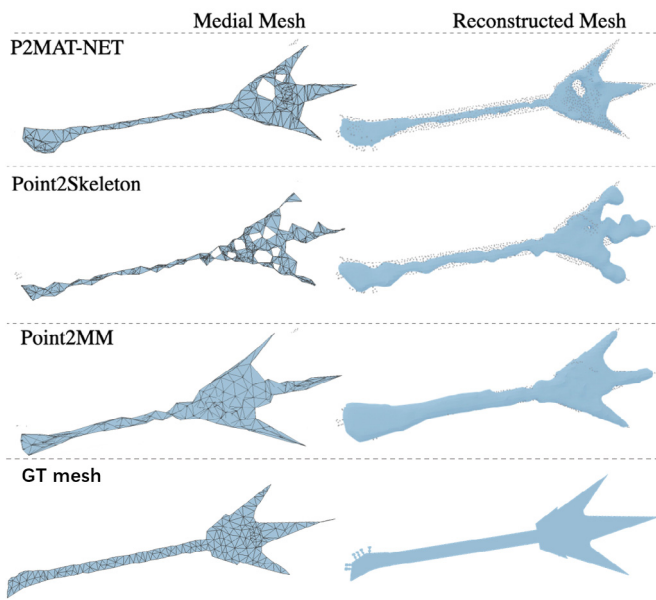 Medial Mesh Reconstructed Mesh
P2MAT-NET
Point2Skeleton
Point2MM
GT mesh